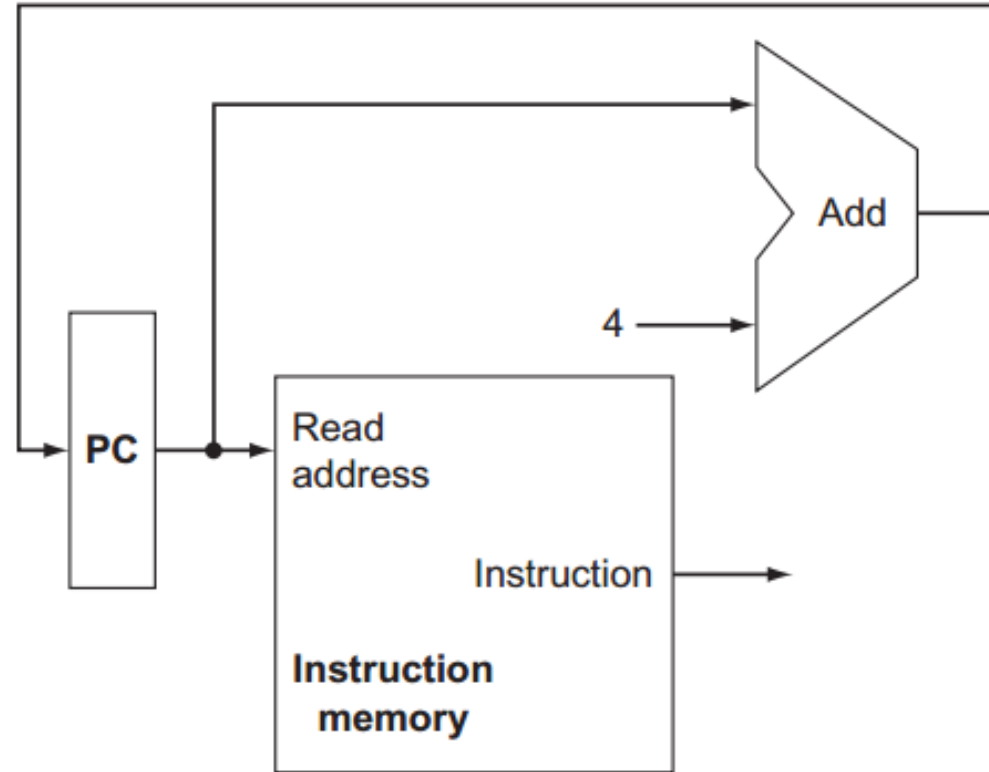 Add
4
PC
Read
address
Instruction
Instruction
memory